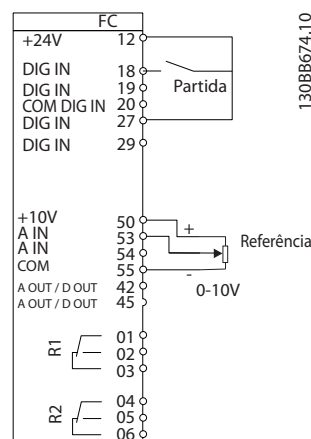 FC
+24V 12
DIG IN 18
DIG IN 19
COM DIG IN 20
DIG IN 27
DIG IN 29
Partida
+10V 50
A IN 53
A IN 54
COM 55
A OUT / D OUT 42
A OUT / D OUT 45
+
-
Referência
0-10V
R1
01
02
03
R2
04
05
06
130BB674.10